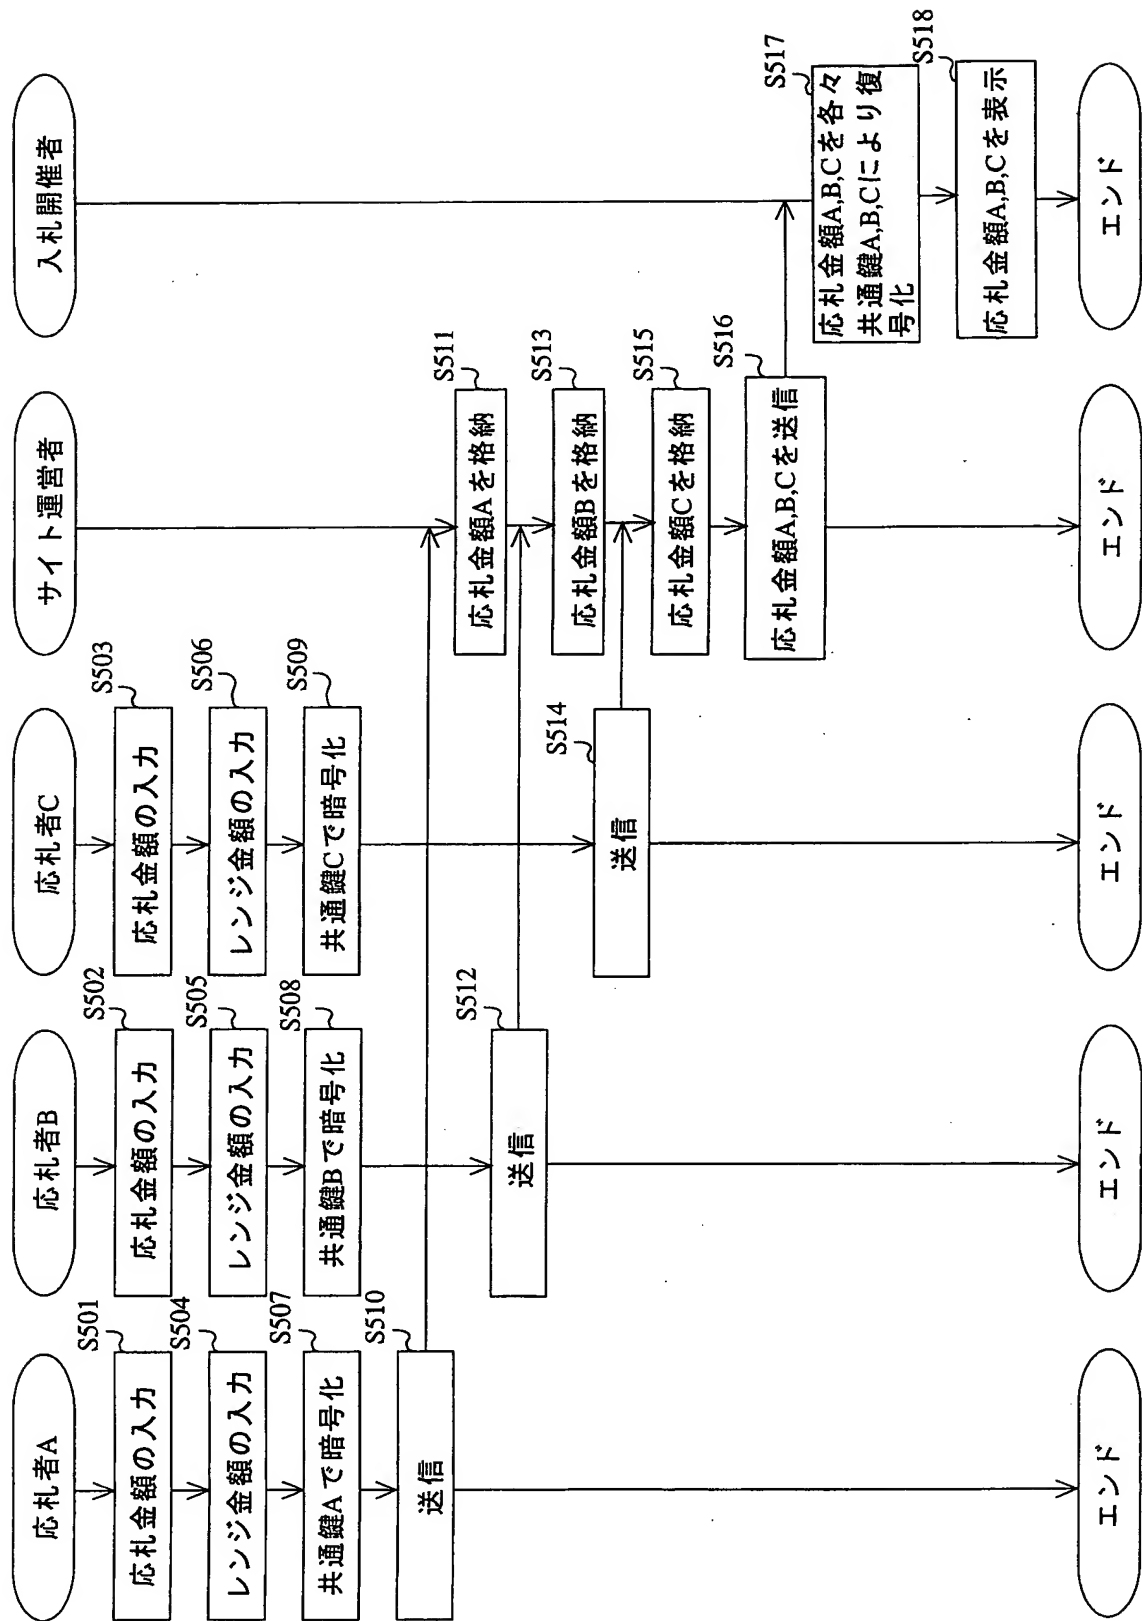 応札者A
応札者B
応札者C
サイト運営者
入札開催者
S501
応札金額の入力
S502
応札金額の入力
S503
応札金額の入力
S504
レンジ金額の入力
S505
レンジ金額の入力
S506
レンジ金額の入力
S507
共通鍵Aで暗号化
S508
共通鍵Bで暗号化
S509
共通鍵Cで暗号化
S510
送信
S511
応札金額Aを格納
S512
送信
S513
応札金額Bを格納
S514
送信
S515
応札金額Cを格納
S516
応札金額A,B,Cを送信
S517
応札金額A,B,Cを各々
共通鍵A,B,Cにより復
号化
S518
応札金額A,B,Cを表示
エンド
エンド
エンド
エンド
エンド